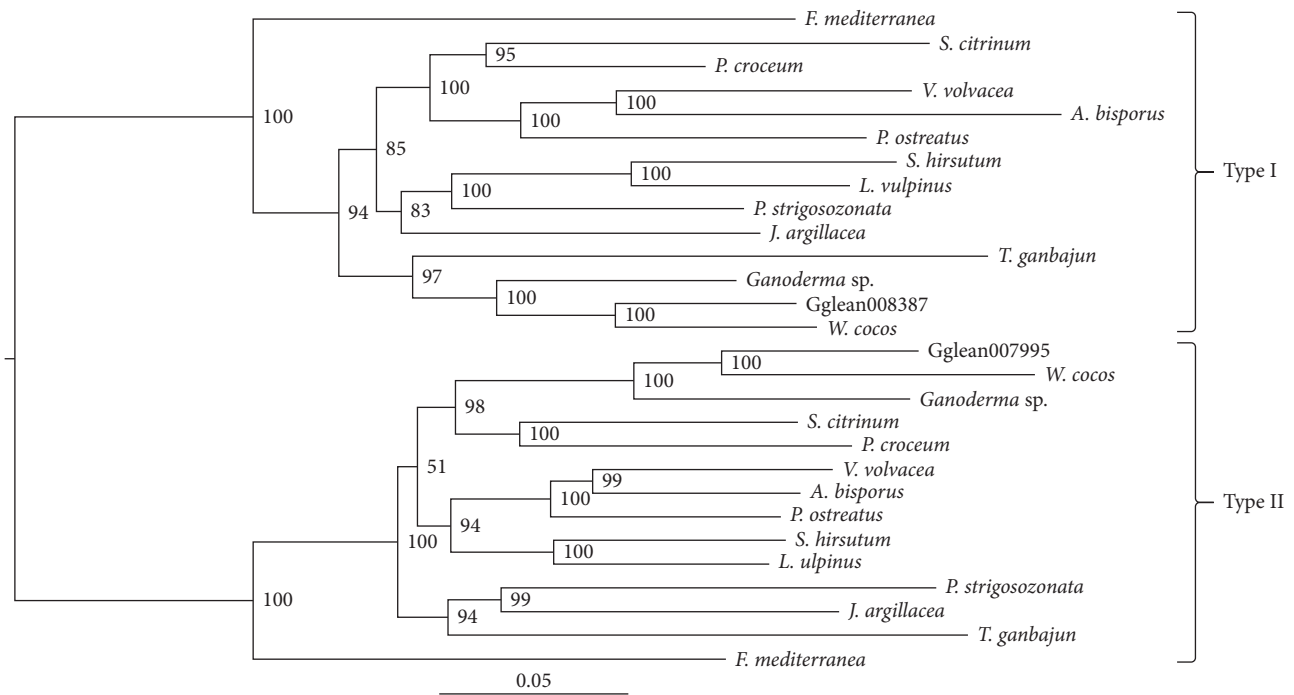 F. mediterranea
S. citrinum
95
P. croceum
100
V. volvacea
100
A. bisporus
100
100
P. ostreatus
85
S. hirsutum
100
Type I
L. vulpinus
100
P. strigosozonata
94
83
J. argillacea
T. ganbajun
97
Ganoderma sp.
100
Gglean008387
100
W. cocos
Gglean007995
100
W. cocos
100
Ganoderma sp.
98
S. citrinum
100
P. croceum
51
V. volvacea
99
A. bisporus
100
Type II
P. ostreatus
94
100
S. hirsutum
100
L. ulpinus
P. strigosozonata
100
99
J. argillacea
94
T. ganbajun
F. mediterranea
0.05